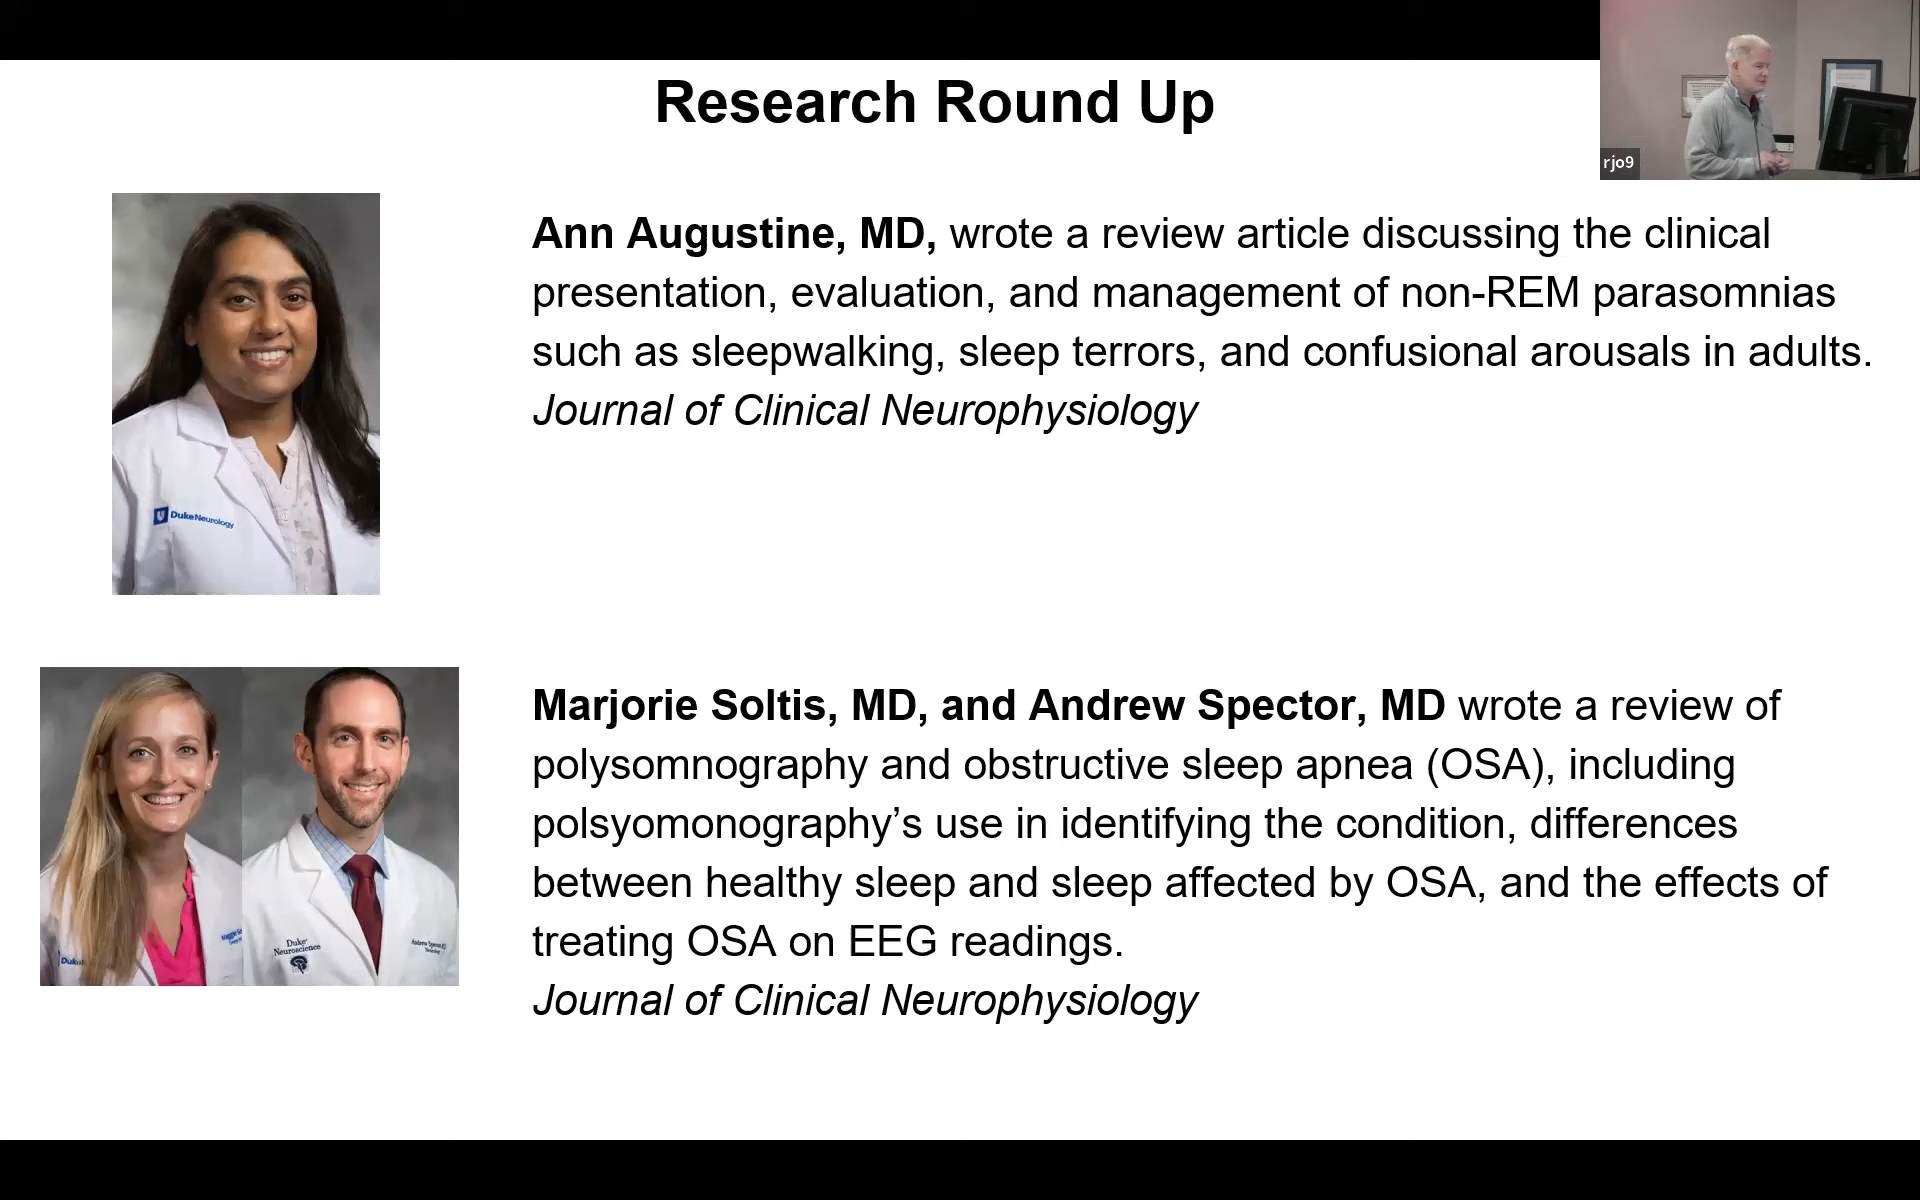 Research Round Up
rjo9
Ann Augustine, MD, wrote a review article discussing the clinical
presentation, evaluation, and management of non-REM parasomnias
such as sleepwalking, sleep terrors, and confusional arousals in adults.
Journal of Clinical Neurophysiology
DukeNeurology
Marjorie Soltis, MD, and Andrew Spector, MD wrote a review of
polysomnography and obstructive sleep apnea (OSA), including
polsyomonography’s use in identifying the condition, differences
between healthy sleep and sleep affected by OSA, and the effects of
treating OSA on EEG readings.
Journal of Clinical Neurophysiology
Duke
Neuroscience